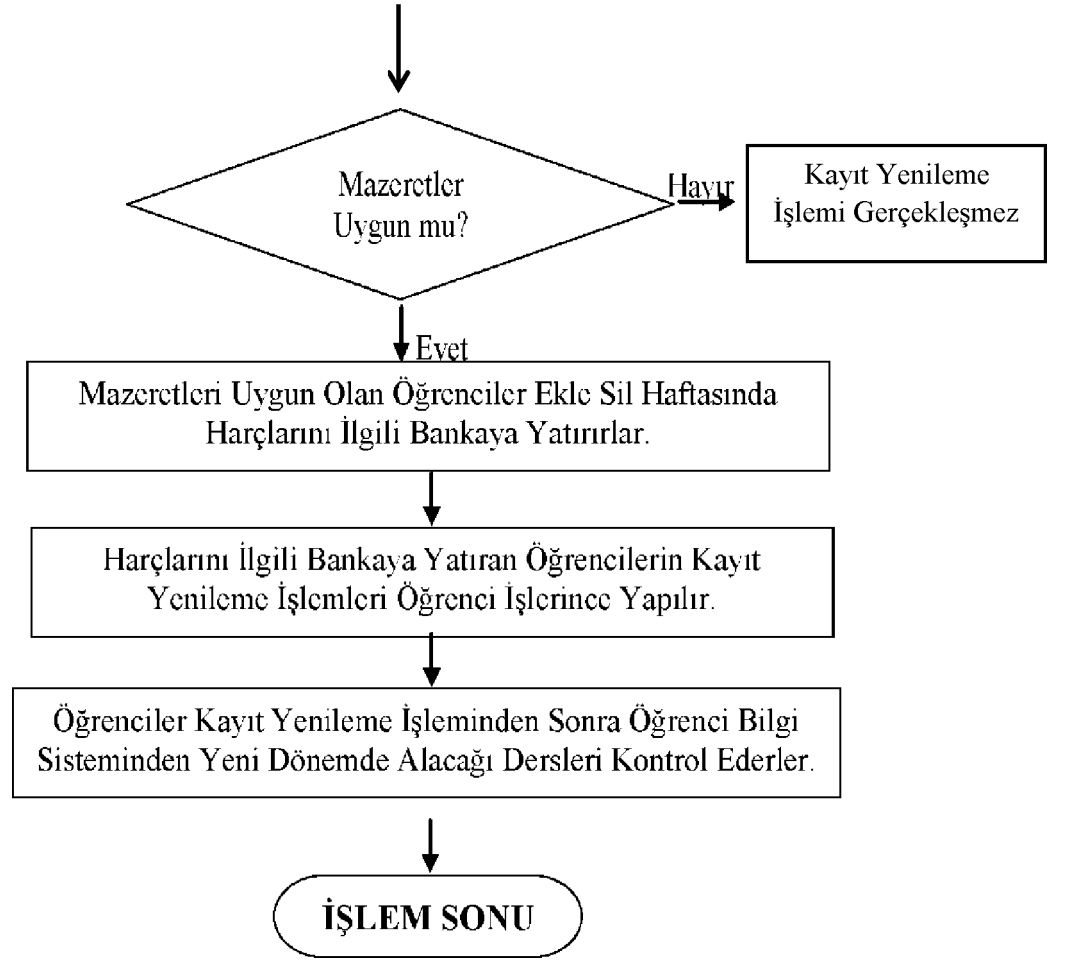 Mazeretler
Uygun mu?
Hayır
Kayıt Yenileme
İşlemi Gerçekleşmez
Evet
Mazeretleri Uygun Olan Öğrenciler Ekle Sil Haftasında
Harçlarını İlgili Bankaya Yatırırlar.
Harçlarını İlgili Bankaya Yatıran Öğrencilerin Kayıt
Yenileme İşlemleri Öğrenci İşlerince Yapılır.
Öğrenciler Kayıt Yenileme İşleminden Sonra Öğrenci Bilgi
Sisteminden Yeni Dönemde Alacağı Dersleri Kontrol Ederler.
İŞLEM SONU